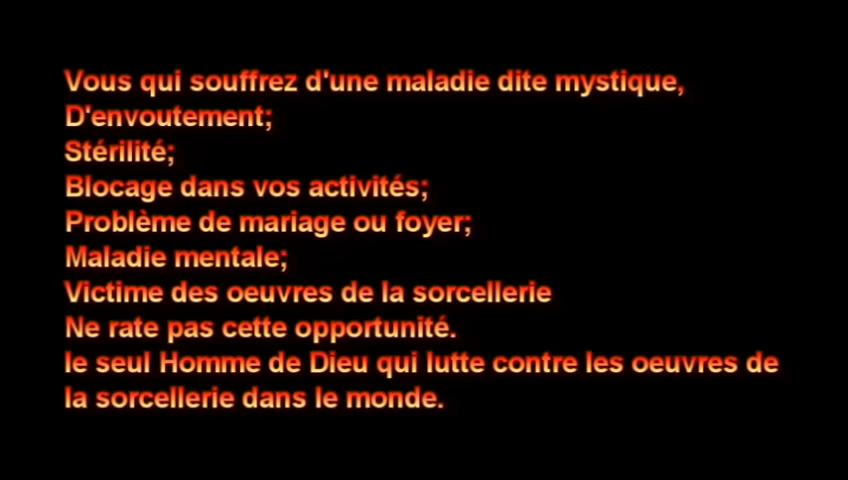 Vous qui souffrez d'une maladie dite mystique,
D'envoutement;
Stérilité;
Blocage dans vos activités;
Problème de mariage ou foyer;
Maladie mentale;
Victime des oeuvres de la sorcellerie
Ne rate pas cette opportunité.
le seul Homme de Dieu qui lutte contre les oeuvres de
la sorcellerie dans le monde.